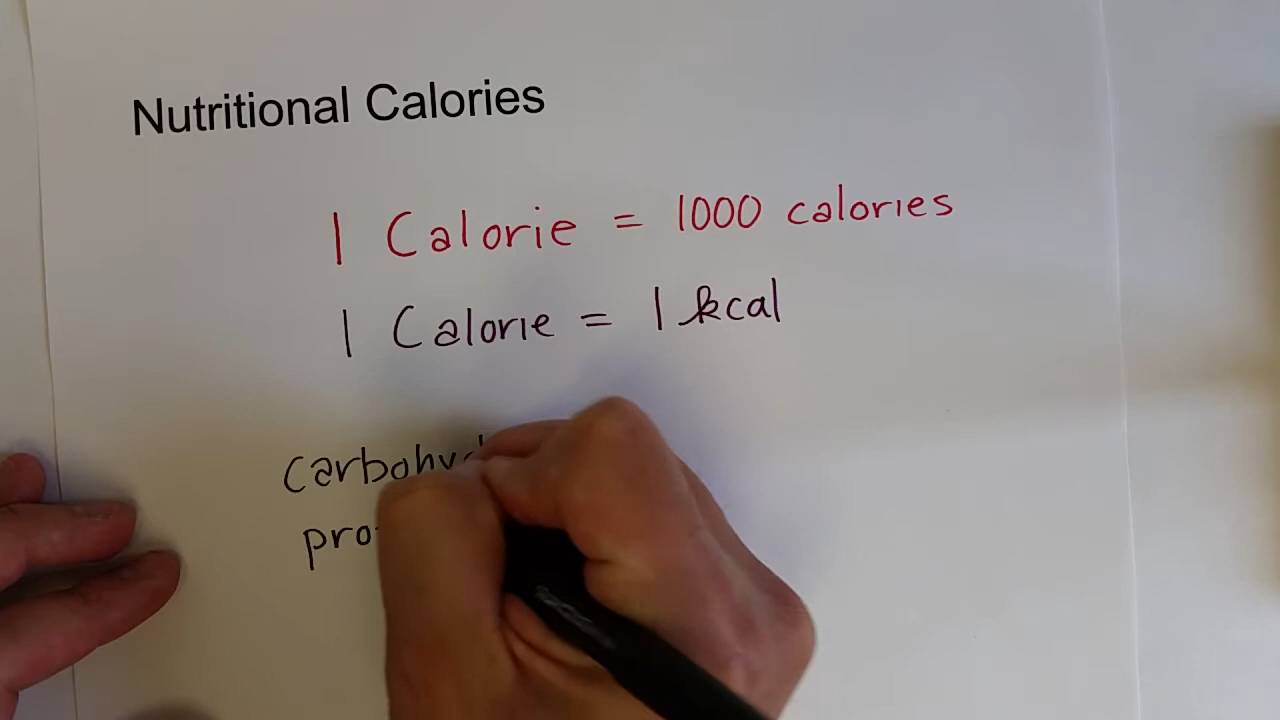 Nutritional Calories
1 Calorie = 1000 calories
1 Calorie = 1 kcal